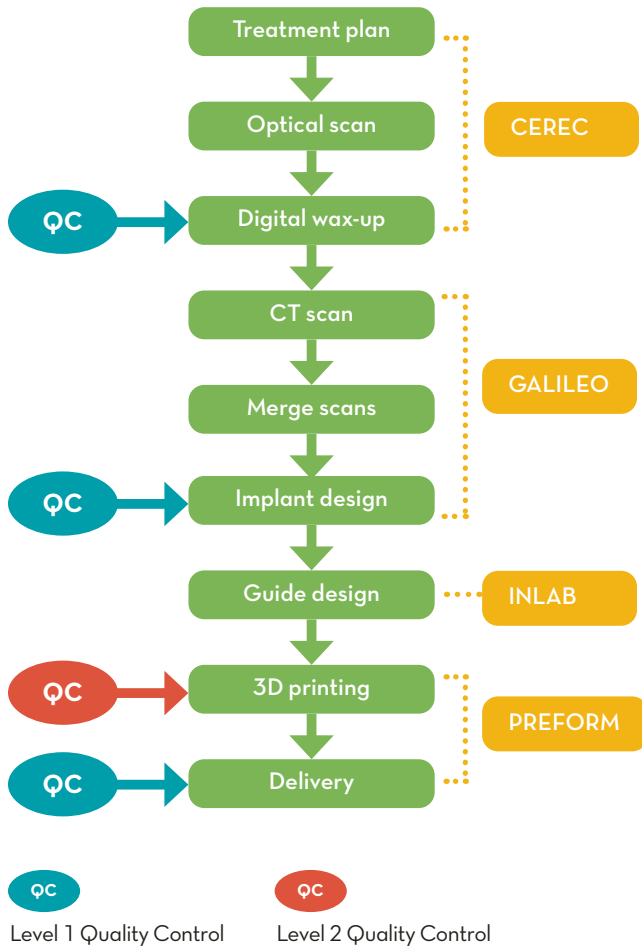 Treatment plan
Optical scan
CEREC
QC
Digital wax-up
CT scan
GALILEO
Merge scans
QC
Implant design
Guide design
INLAB
QC
3D printing
PREFORM
QC
Delivery
QC
QC
Level 1 Quality Control
Level 2 Quality Control